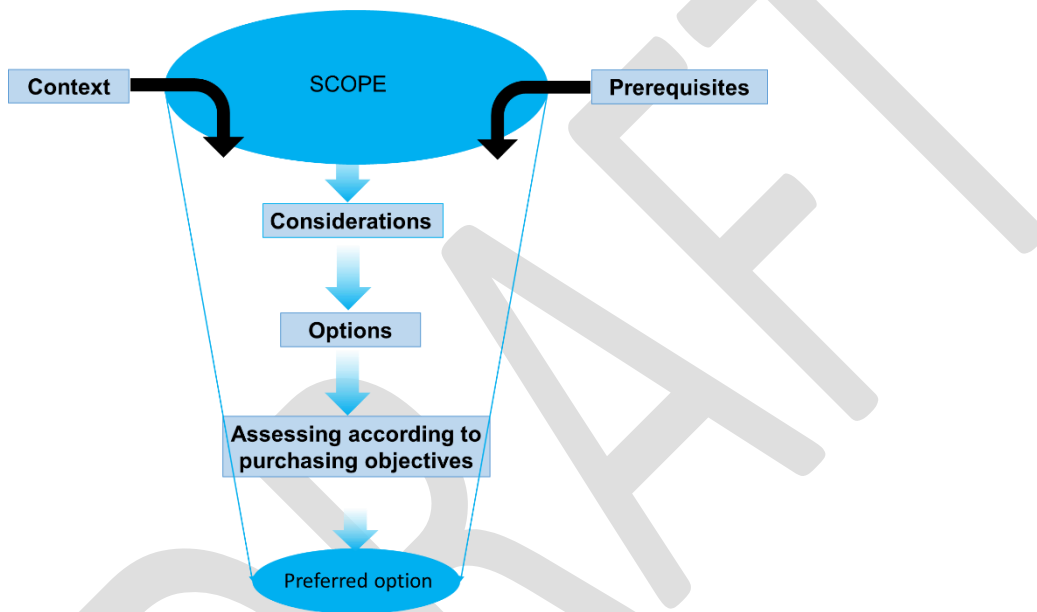 SCOPE
Context
Prerequisites
Considerations
Options
Assessing according to
purchasing objectives
Preferred option
DRAFT